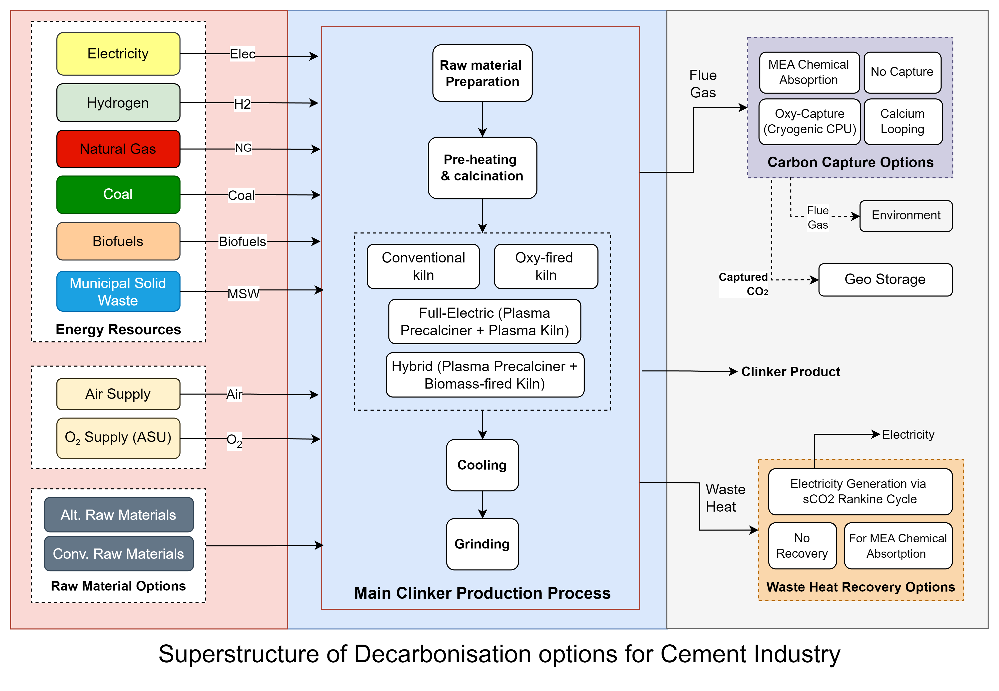 Electricity
Elec
Hydrogen
H2
Natural Gas
NG
Coal
Coal
Biofuels
Biofuels
Municipal Solid
Waste
MSW
Energy Resources
Air Supply
Air
O₂ Supply (ASU)
O₂
Alt. Raw Materials
Conv. Raw Materials
Raw Material Options
Raw material
Preparation
Pre-heating
& calcination
Conventional
kiln
Oxy-fired
kiln
Full-Electric (Plasma
Precalciner + Plasma Kiln)
Hybrid (Plasma Precalciner +
Biomass-fired Kiln)
Cooling
Grinding
Main Clinker Production Process
Flue
Gas
MEA Chemical
Absoprtion
No Capture
Oxy-Capture
(Cryogenic CPU)
Calcium
Looping
Carbon Capture Options
Flue
Gas
Environment
Captured
CO₂
Geo Storage
Clinker Product
Electricity
Waste
Heat
Electricity Generation via
sCO2 Rankine Cycle
No
Recovery
For MEA Chemical
Absortption
Waste Heat Recovery Options
Superstructure of Decarbonisation options for Cement Industry